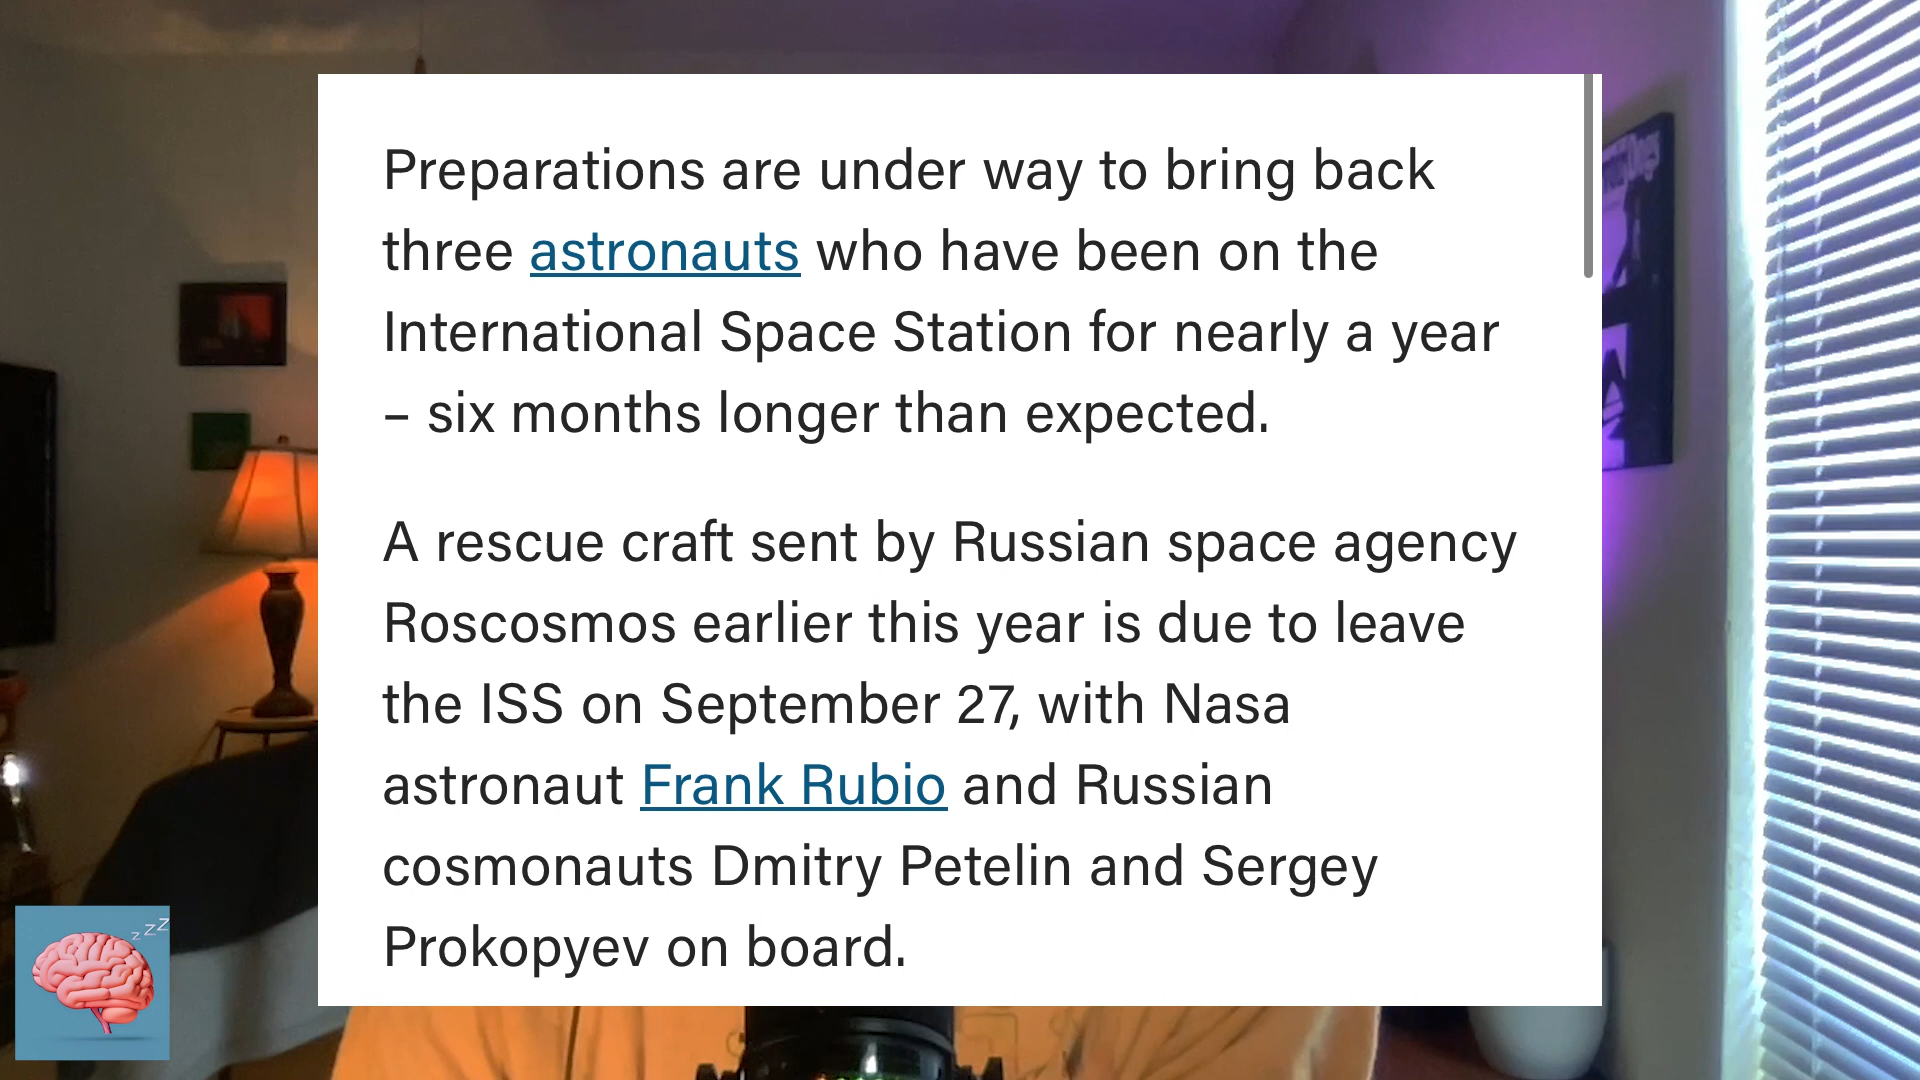 Preparations are under way to bring back
three astronauts who have been on the
International Space Station for nearly a year
– six months longer than expected.
A rescue craft sent by Russian space agency
Roscosmos earlier this year is due to leave
the ISS on September 27, with Nasa
astronaut Frank Rubio and Russian
cosmonauts Dmitry Petelin and Sergey
Prokopyev on board.
z z Z